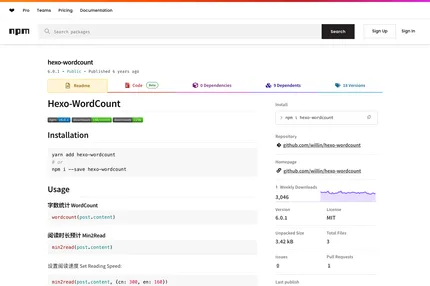 Pro Teams Pricing Documentation
npm
Search packages
Search
Sign Up
Sign In
hexo-wordcount
6.0.1 • Public • Published 6 years ago
Readme
Code Beta
0 Dependencies
9 Dependents
15 Versions
Hexo-WordCount
Installation
yarn add hexo-wordcount
# or
npm i --save hexo-wordcount
Usage
字数统计 WordCount
wordcount(post.content)
阅读时长预计 Min2Read
min2read(post.content)
设置阅读速度 Set Reading Speed:
min2read(post.content, {cn: 300, en: 160})
Install
npm i hexo-wordcount
Repository
github.com/willin/hexo-wordcount
Homepage
github.com/willin/hexo-wordcount
Weekly Downloads
3,046
Version
6.0.1
License
MIT
Unpacked Size
3.42 kB
Total Files
3
Issues
0
Pull Requests
1
Last publish